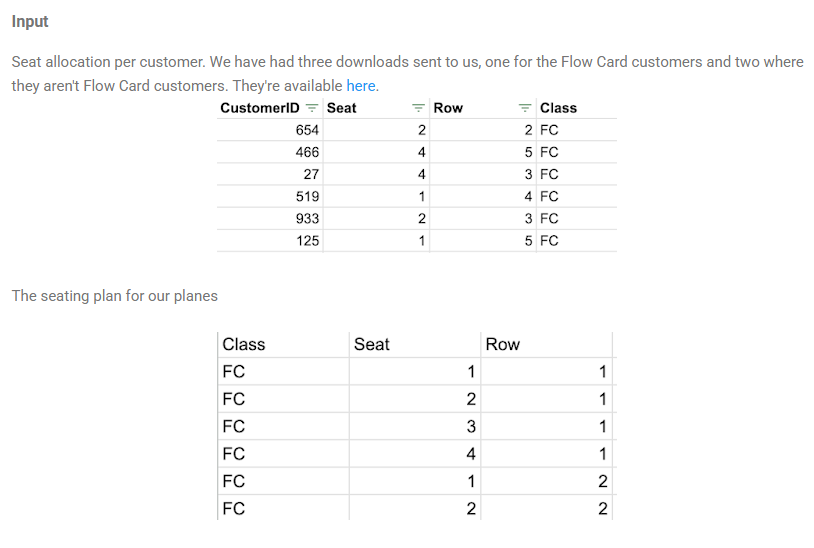 Input
Seat allocation per customer. We have had three downloads sent to us, one for the Flow Card customers and two where
they aren't Flow Card customers. They're available here.
CustomerID Seat Row Class
654 2 2 FC
466 4 5 FC
27 4 3 FC
519 1 4 FC
933 2 3 FC
125 1 5 FC
The seating plan for our planes
Class Seat Row
FC 1 1
FC 2 1
FC 3 1
FC 4 1
FC 1 2
FC 2 2